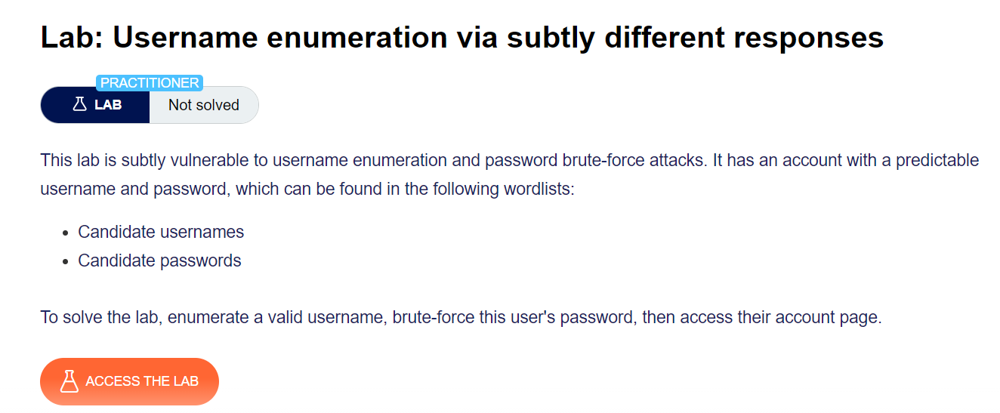 Lab: Username enumeration via subtly different responses
PRACTITIONER
LAB Not solved
This lab is subtly vulnerable to username enumeration and password brute-force attacks. It has an account with a predictable
username and password, which can be found in the following wordlists:
• Candidate usernames
• Candidate passwords
To solve the lab, enumerate a valid username, brute-force this user's password, then access their account page.
ACCESS THE LAB